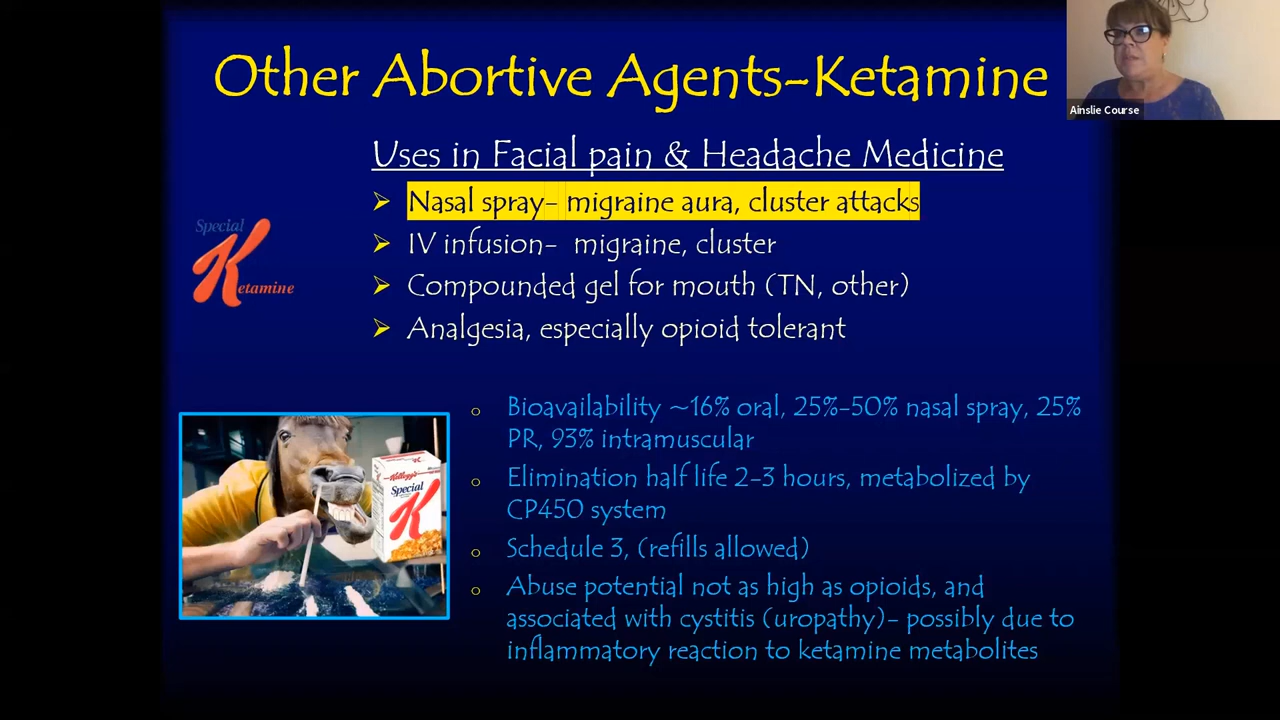 Other Abortive Agents-Ketamine
Ainslie Course
Uses in Facial pain & Headache Medicine
Nasal spray- migraine aura, cluster attacks
IV infusion- migraine, cluster
Compounded gel for mouth (TN, other)
Analgesia, especially opioid tolerant
Special
Ketamine
Bioavailability ~16% oral, 25%-50% nasal spray, 25%
PR, 93% intramuscular
Elimination half life 2-3 hours, metabolized by
CP450 system
Schedule 3, (refills allowed)
Abuse potential not as high as opioids, and
associated with cystitis (uropathy)- possibly due to
inflammatory reaction to ketamine metabolites
Kellogg's
Special
K